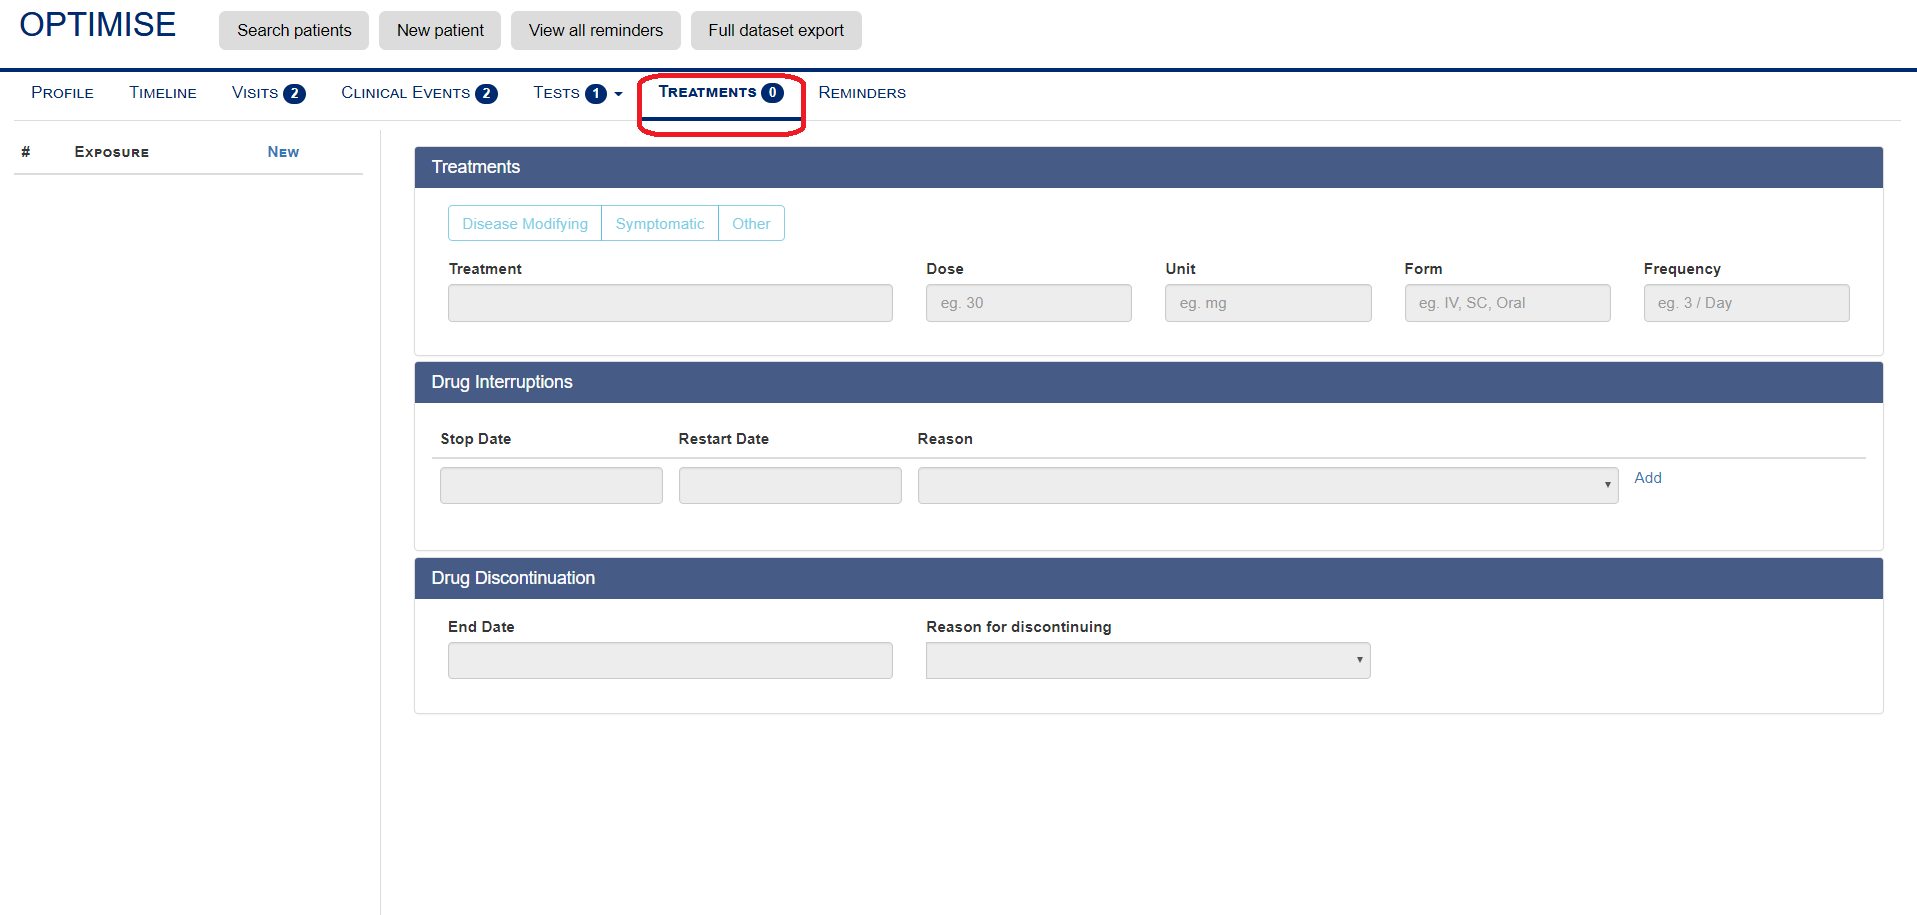 OPTIMISE Search patients New patient View all reminders Full dataset export
PROFILE TIMELINE VISITS 2 CLINICAL EVENTS 2 TESTS 1 TREATMENTS 0 REMINDERS
# EXPOSURE NEW
Treatments
Disease Modifying Symptomatic Other
Treatment Dose Unit Form Frequency
eg. 30 eg. mg eg. IV, SC, Oral eg. 3 / Day
Drug Interruptions
Stop Date Restart Date Reason
Add
Drug Discontinuation
End Date Reason for discontinuing